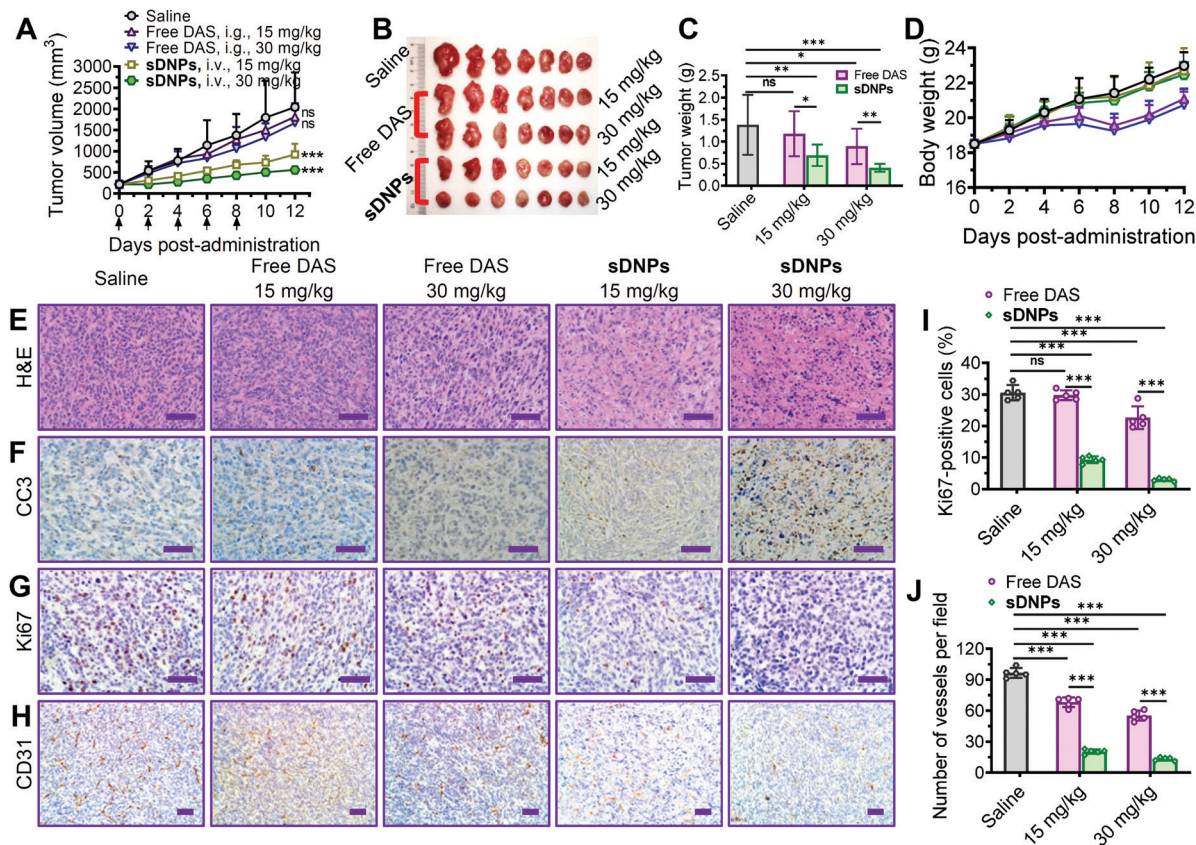 A
Saline
Free DAS, i.g., 15 mg/kg
Free DAS, i.g., 30 mg/kg
sDNPs, i.v., 15 mg/kg
sDNPs, i.v., 30 mg/kg
Tumor volume (mm³)
3000
2500
2000
1500
1000
500
0
ns
ns
***
***
0 2 4 6 8 10 12
Days post-administration
B
Saline
Free DAS
sDNPs
15 mg/kg
30 mg/kg
15 mg/kg
30 mg/kg
C
Free DAS
sDNPs
Tumor weight (g)
2.5
2.0
1.5
1.0
0.5
0.0
***
*
**
ns
*
**
Saline
15 mg/kg
30 mg/kg
D
Body weight (g)
24
22
20
18
16
0 2 4 6 8 10 12
Days post-administration
Saline
Free DAS
15 mg/kg
Free DAS
30 mg/kg
sDNPs
15 mg/kg
sDNPs
30 mg/kg
E
H&E
F
CC3
G
Ki67
H
CD31
I
Free DAS
sDNPs
Ki67-positive cells (%)
40
30
20
10
0
***
***
***
ns
***
***
Saline
15 mg/kg
30 mg/kg
J
Free DAS
sDNPs
Number of vessels per field
120
90
60
30
0
***
***
***
***
***
***
Saline
15 mg/kg
30 mg/kg